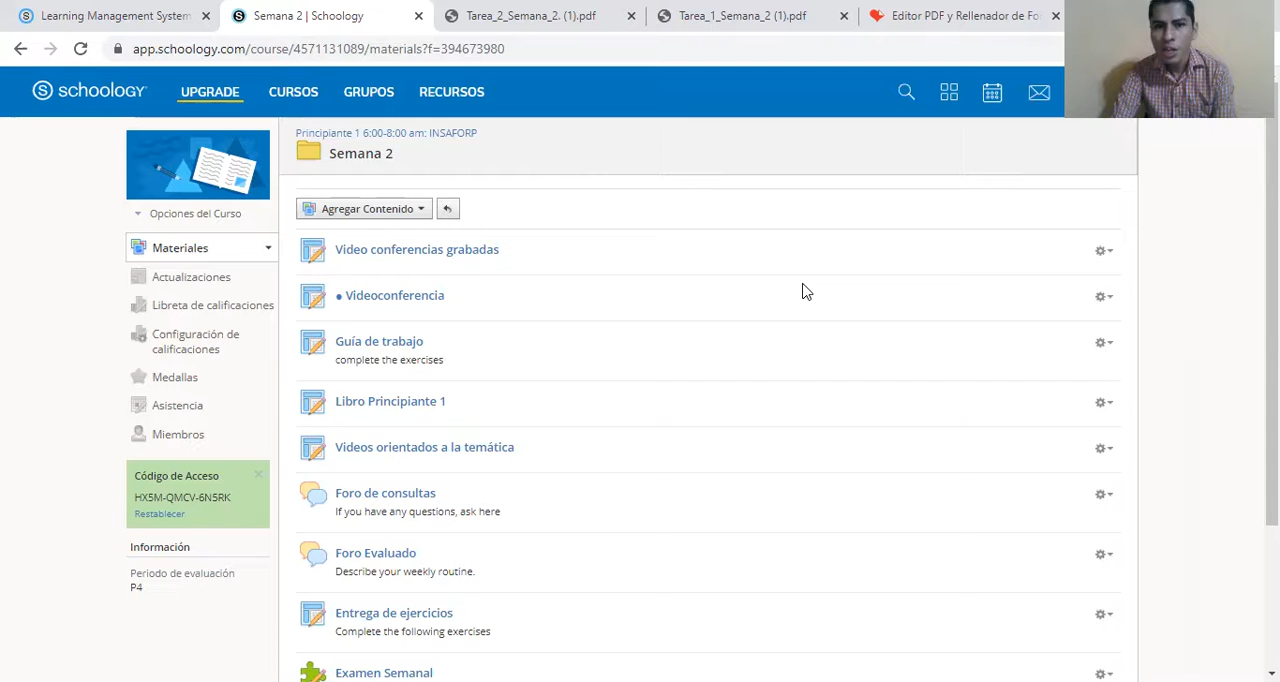 Learning Management System
Semana 2 | Schoology
Tarea_2_Semana_2. (1).pdf
Tarea_1_Semana_2 (1).pdf
Editor PDF y Rellenador de Fo
app.schoology.com/course/4571131089/materials?f=394673980
S schoology
UPGRADE
CURSOS
GRUPOS
RECURSOS
Principiante 1 6:00-8:00 am: INSAFORP
Semana 2
Opciones del Curso
Materiales
Actualizaciones
Libreta de calificaciones
Configuración de
calificaciones
Medallas
Asistencia
Miembros
Código de Acceso
HX5M-QMCV-6N5RK
Restablecer
Información
Periodo de evaluación
P4
Agregar Contenido
Video conferencias grabadas
● Videoconferencia
Guía de trabajo
complete the exercises
Libro Principiante 1
Videos orientados a la temática
Foro de consultas
If you have any questions, ask here
Foro Evaluado
Describe your weekly routine.
Entrega de ejercicios
Complete the following exercises
Examen Semanal